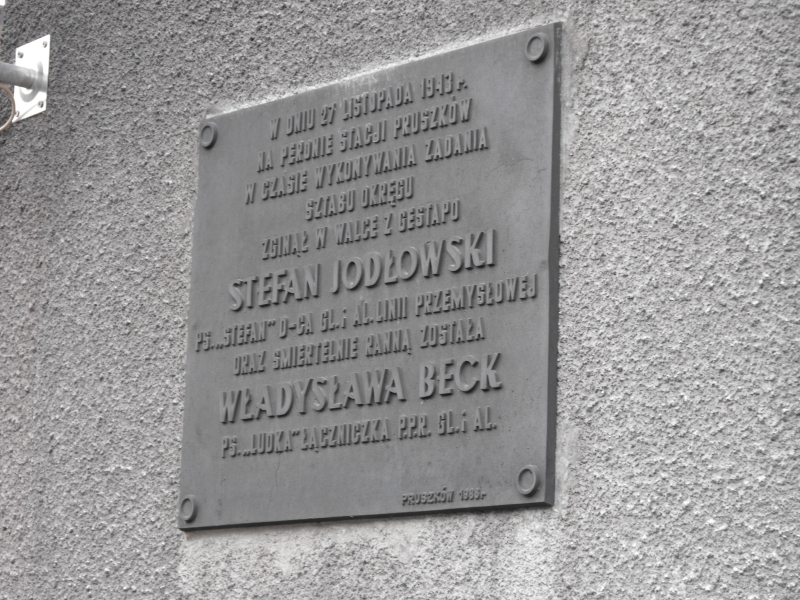 W DNIU 27 LISTOPADA 1943 r.
NA PERONIE STACJI PRUSZKÓW
W CZASIE WYKONYWANIA ZADANIA
SZTABU OKRĘGU
ZGINĄŁ W WALCE Z GESTAPO
STEFAN JODŁOWSKI
PS. „STEFAN" D-CA GL. i AL. LINII PRZEMYSŁOWEJ
ORAZ ŚMIERTELNIE RANNĄ ZOSTAŁA
WŁADYSŁAWA BECK
PS. „LUDKA" ŁĄCZNICZKA P.P.R. GL. i AL.
PRUSZKÓW